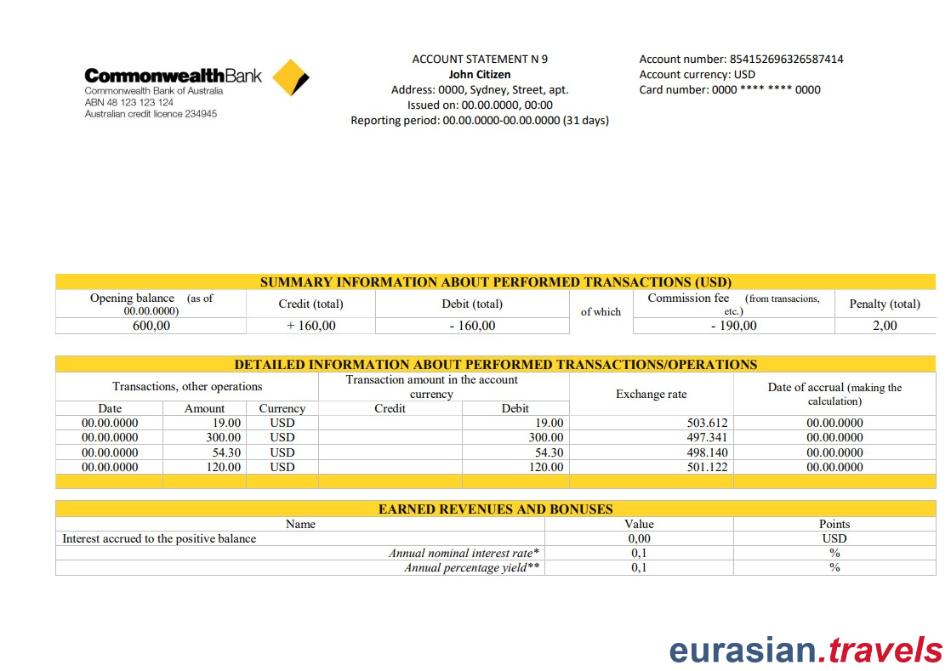 CommonwealthBank
Commonwealth Bank of Australia
ABN 48 123 123 124
Australian credit licence 234945
ACCOUNT STATEMENT N 9
John Citizen
Address: 0000, Sydney, Street, apt.
Issued on: 00.00.0000, 00:00
Reporting period: 00.00.0000-00.00.0000 (31 days)
Account number: 854152696326587414
Account currency: USD
Card number: 0000 **** **** 0000
SUMMARY INFORMATION ABOUT PERFORMED TRANSACTIONS (USD)
Opening balance (as of 00.00.0000) Credit (total) Debit (total) of which Commission fee (from transacions, etc.) Penalty (total)
600,00 + 160,00 - 160,00 - 190,00 2,00
DETAILED INFORMATION ABOUT PERFORMED TRANSACTIONS/OPERATIONS
Transactions, other operations Transaction amount in the account currency Exchange rate Date of accrual (making the calculation)
Date Amount Currency Credit Debit
00.00.0000 19.00 USD 19.00 503.612 00.00.0000
00.00.0000 300.00 USD 300.00 497.341 00.00.0000
00.00.0000 54.30 USD 54.30 498.140 00.00.0000
00.00.0000 120.00 USD 120.00 501.122 00.00.0000
EARNED REVENUES AND BONUSES
Name Value Points
Interest accrued to the positive balance 0,00 USD
Annual nominal interest rate* 0,1 %
Annual percentage yield** 0,1 %
eurasian.travels